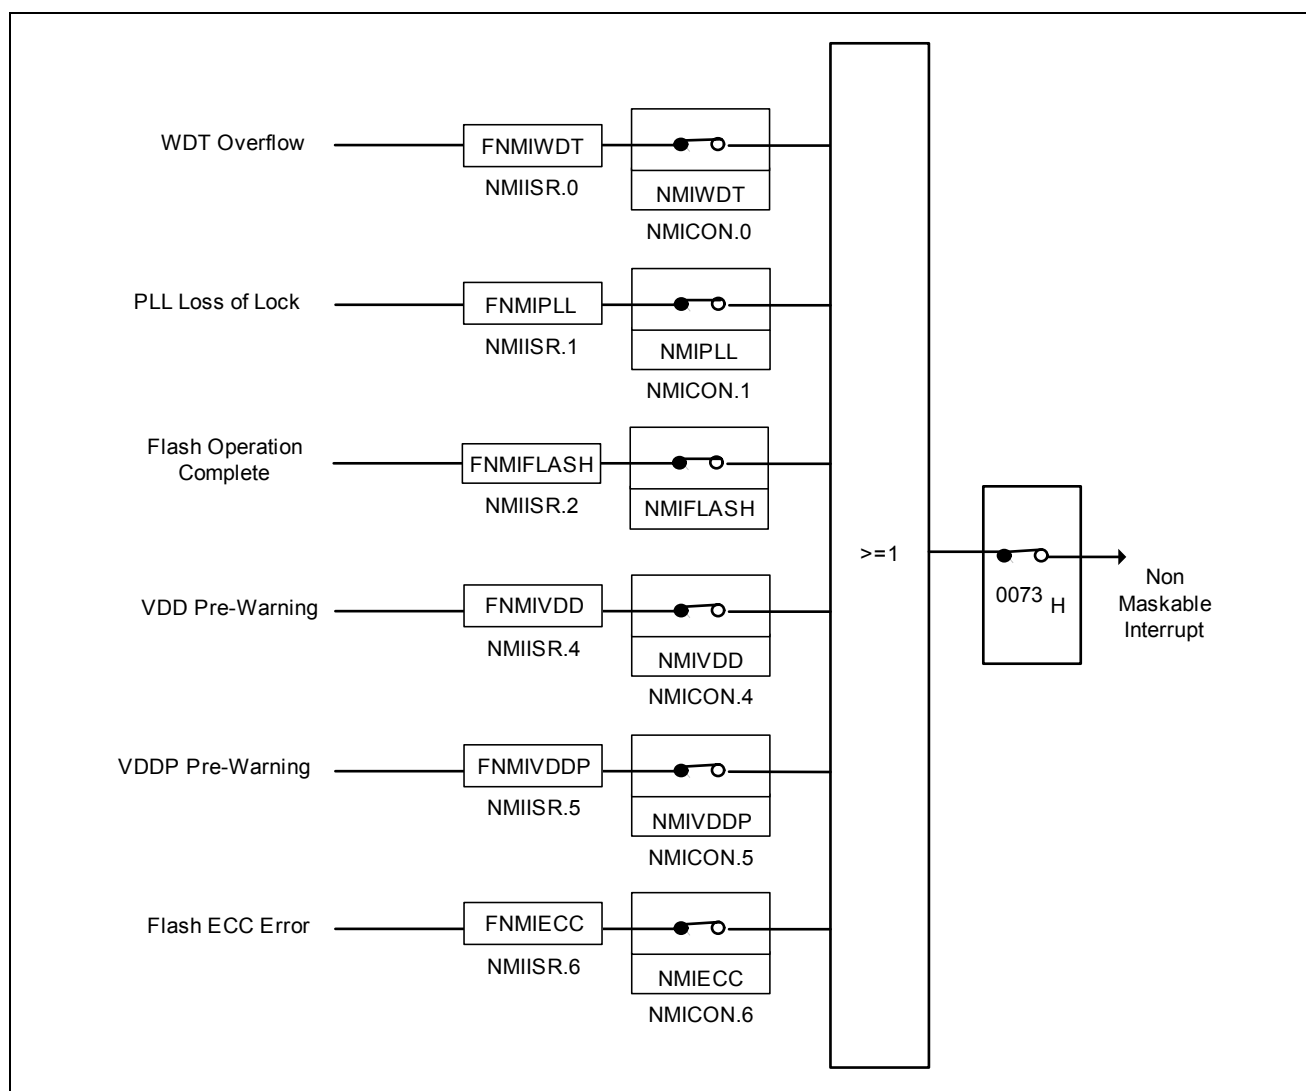 WDT Overflow
FNMIWDT
NMIISR.0
NMIWDT
NMICON.0
PLL Loss of Lock
FNMIPLL
NMIISR.1
NMIPLL
NMICON.1
Flash Operation
Complete
FNMIFLASH
NMIISR.2
NMIFLASH
VDD Pre-Warning
FNMIVDD
NMIISR.4
NMIVDD
NMICON.4
VDDP Pre-Warning
FNMIVDDP
NMIISR.5
NMIVDDP
NMICON.5
Flash ECC Error
FNMIECC
NMIISR.6
NMIECC
NMICON.6
>=1
0073 H
Non
Maskable
Interrupt